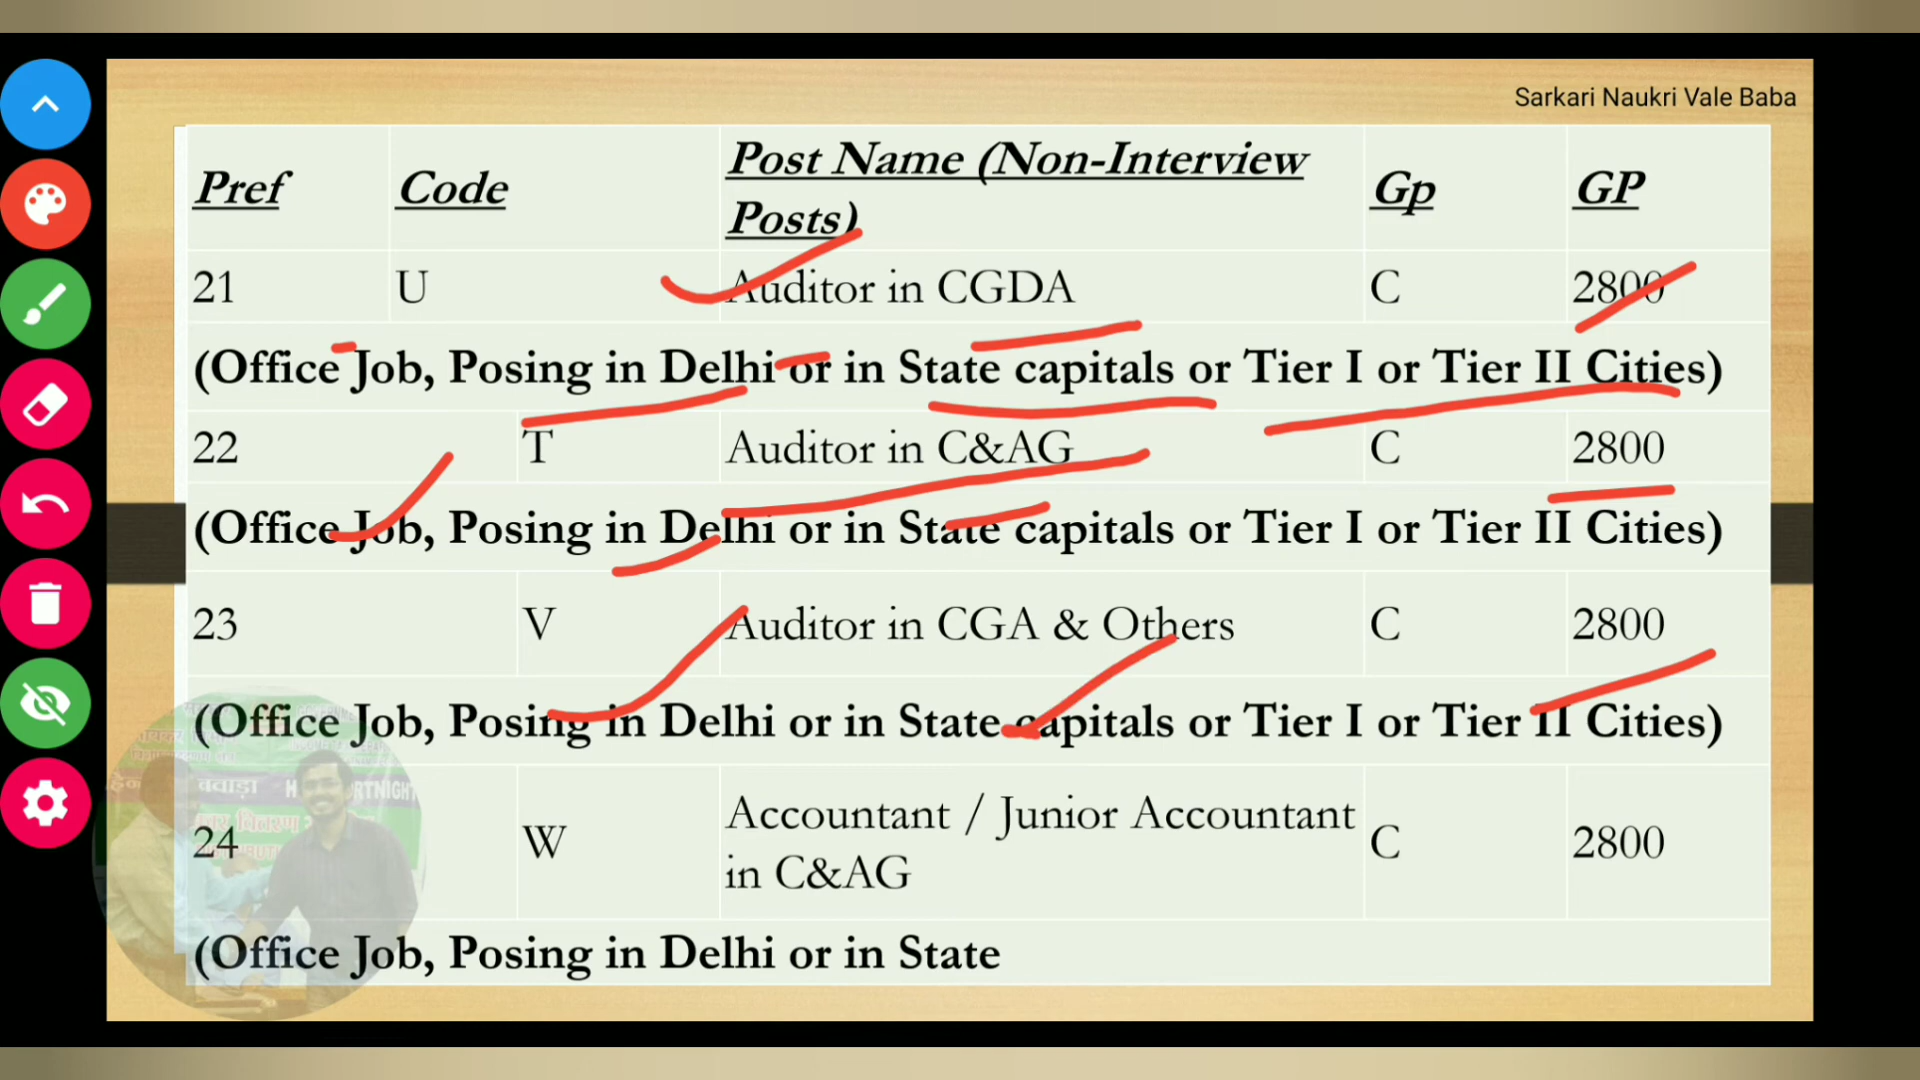 Sarkari Naukri Vale Baba
Pref Code Post Name (Non-Interview Posts) Gp GP
21 U Auditor in CGDA C 2800
(Office Job, Posing in Delhi or in State capitals or Tier I or Tier II Cities)
22 T Auditor in C&AG C 2800
(Office Job, Posing in Delhi or in State capitals or Tier I or Tier II Cities)
23 V Auditor in CGA & Others C 2800
(Office Job, Posing in Delhi or in State capitals or Tier I or Tier II Cities)
24 W Accountant / Junior Accountant in C&AG C 2800
(Office Job, Posing in Delhi or in State